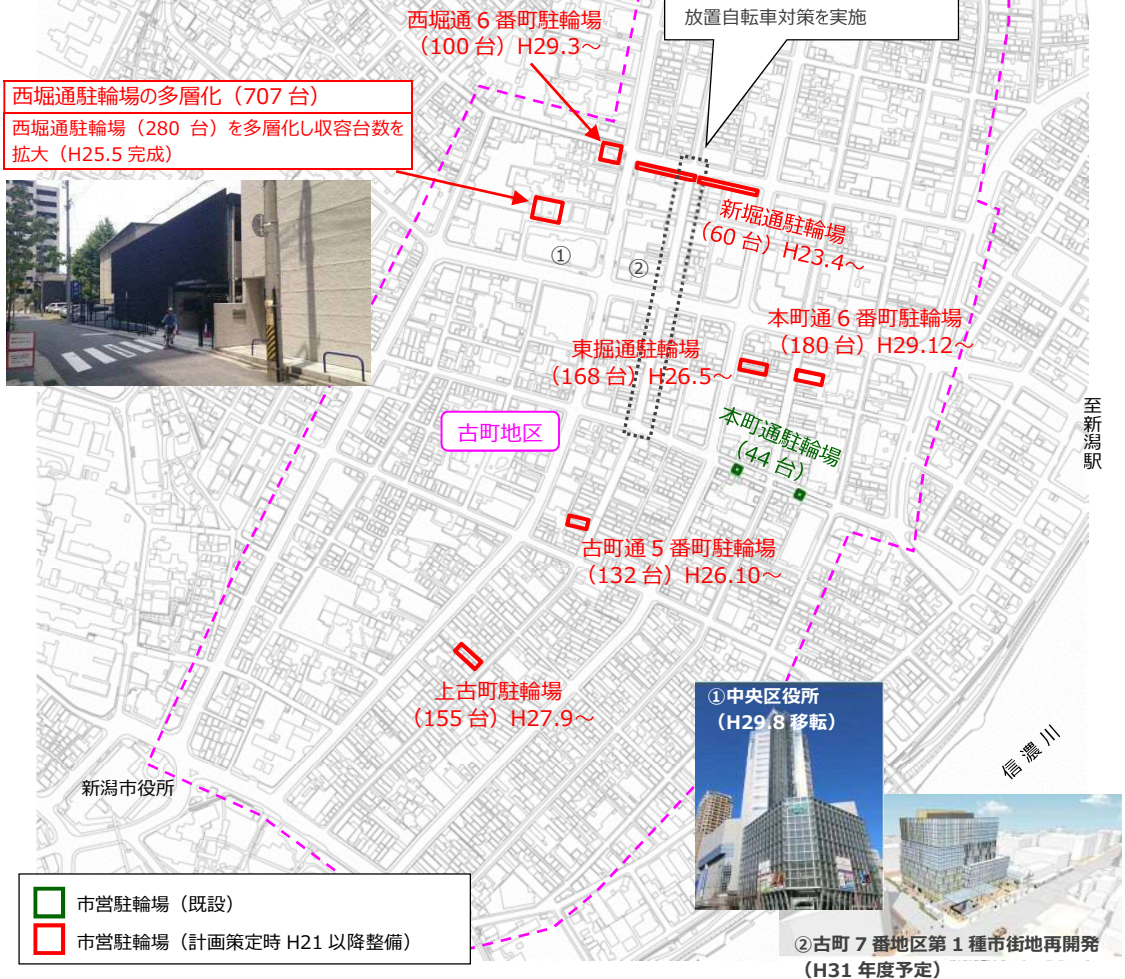 放置自転車対策を実施
西堀通 6 番町駐輪場
（100 台）H29.3～
西堀通駐輪場の多層化（707 台）
西堀通駐輪場（280 台）を多層化し収容台数を
拡大（H25.5 完成）
新堀通駐輪場
（60 台）H23.4～
①
②
本町通 6 番町駐輪場
（180 台）H29.12～
東掘通駐輪場
（168 台）H26.5～
至新潟駅
古町地区
本町通駐輪場
（44 台）
古町通 5 番町駐輪場
（132 台）H26.10～
上古町駐輪場
（155 台）H27.9～
①中央区役所
（H29.8 移転）
信濃川
新潟市役所
市営駐輪場（既設）
市営駐輪場（計画策定時 H21 以降整備）
②古町 7 番地区第 1 種市街地再開発
（H31 年度予定）